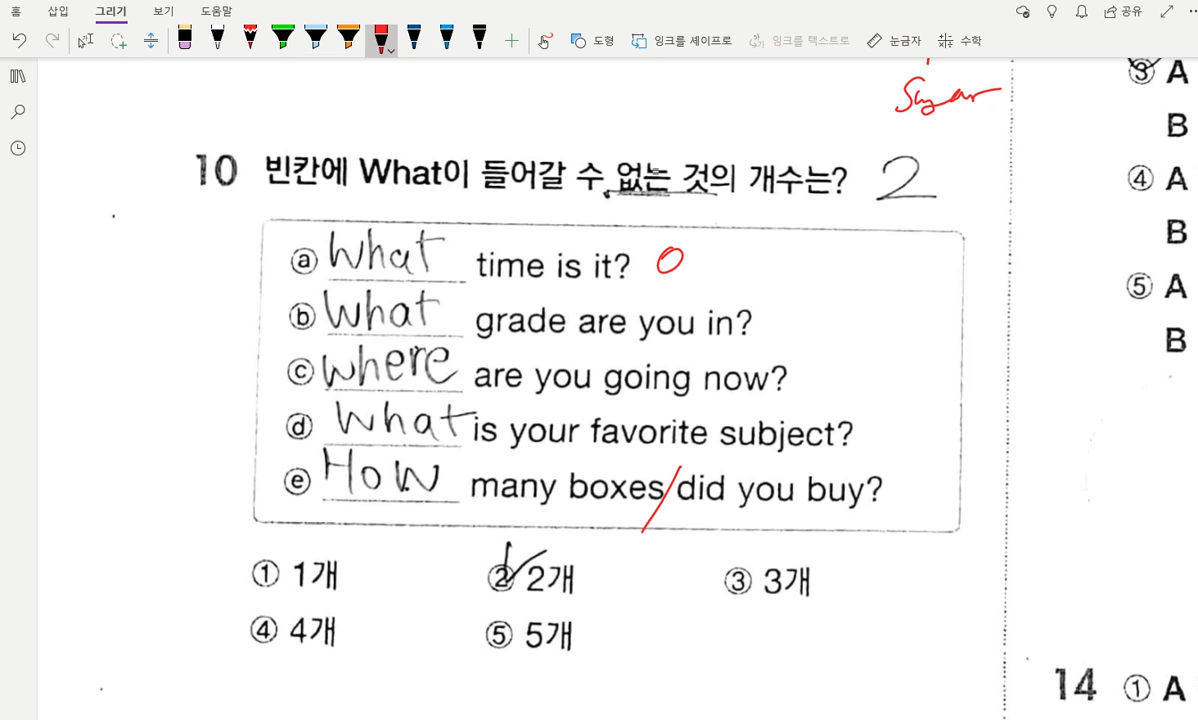 홈 삽입 그리기 보기 도움말
공유
도형 잉크를 셰이프로 잉크를 텍스트로 눈금자 수학
10 빈칸에 What이 들어갈 수 없는 것의 개수는? 2
ⓐ What time is it? O
ⓑ What grade are you in?
ⓒ where are you going now?
ⓓ What is your favorite subject?
ⓔ How many boxes/did you buy?
① 1개 ② 2개 ③ 3개
④ 4개 ⑤ 5개
③ A
B
④ A
B
⑤ A
B
14 ① A